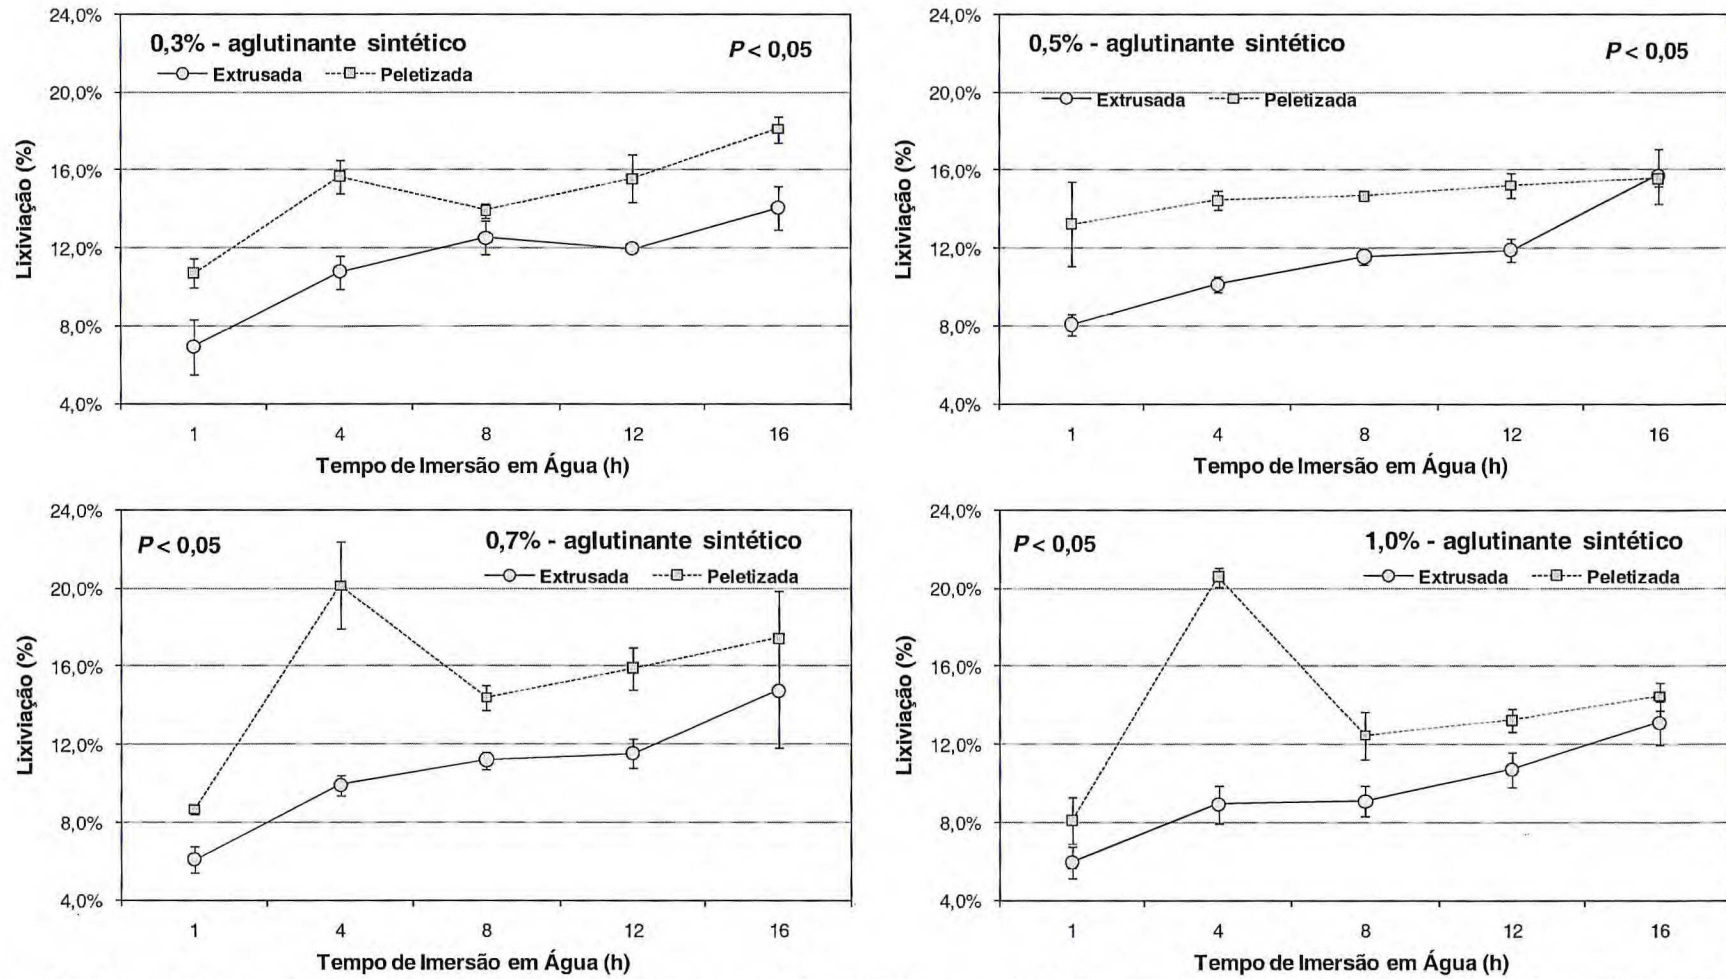 24,0%
20,0%
16,0%
12,0%
8,0%
4,0%
Lixiviação (%)
0,3% - aglutinante sintético
P < 0,05
Extrusada Peletizada
1 4 8 12 16
Tempo de Imersão em Água (h)
24,0%
20,0%
16,0%
12,0%
8,0%
4,0%
Lixiviação (%)
0,5% - aglutinante sintético
P < 0,05
Extrusada Peletizada
1 4 8 12 16
Tempo de Imersão em Água (h)
24,0%
20,0%
16,0%
12,0%
8,0%
4,0%
Lixiviação (%)
P < 0,05
0,7% - aglutinante sintético
Extrusada Peletizada
1 4 8 12 16
Tempo de Imersão em Água (h)
24,0%
20,0%
16,0%
12,0%
8,0%
4,0%
Lixiviação (%)
P < 0,05
1,0% - aglutinante sintético
Extrusada Peletizada
1 4 8 12 16
Tempo de Imersão em Água (h)